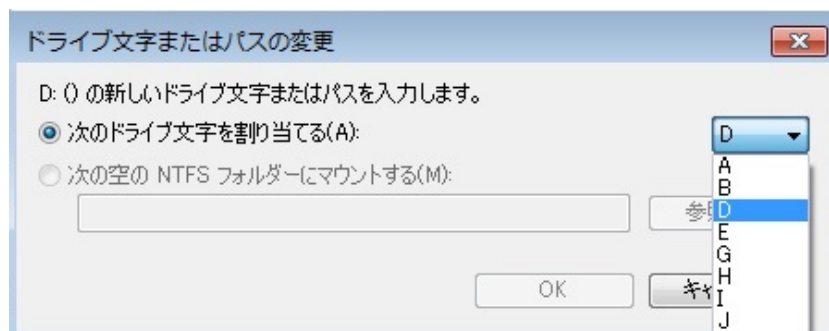 ドライブ文字またはパスの変更
D: () の新しいドライブ文字またはパスを入力します。
次のドライブ文字を割り当てる(A):
D
次の空の NTFS フォルダーにマウントする(M):
A
B
D
E
G
H
I
J
参
OK
キャ